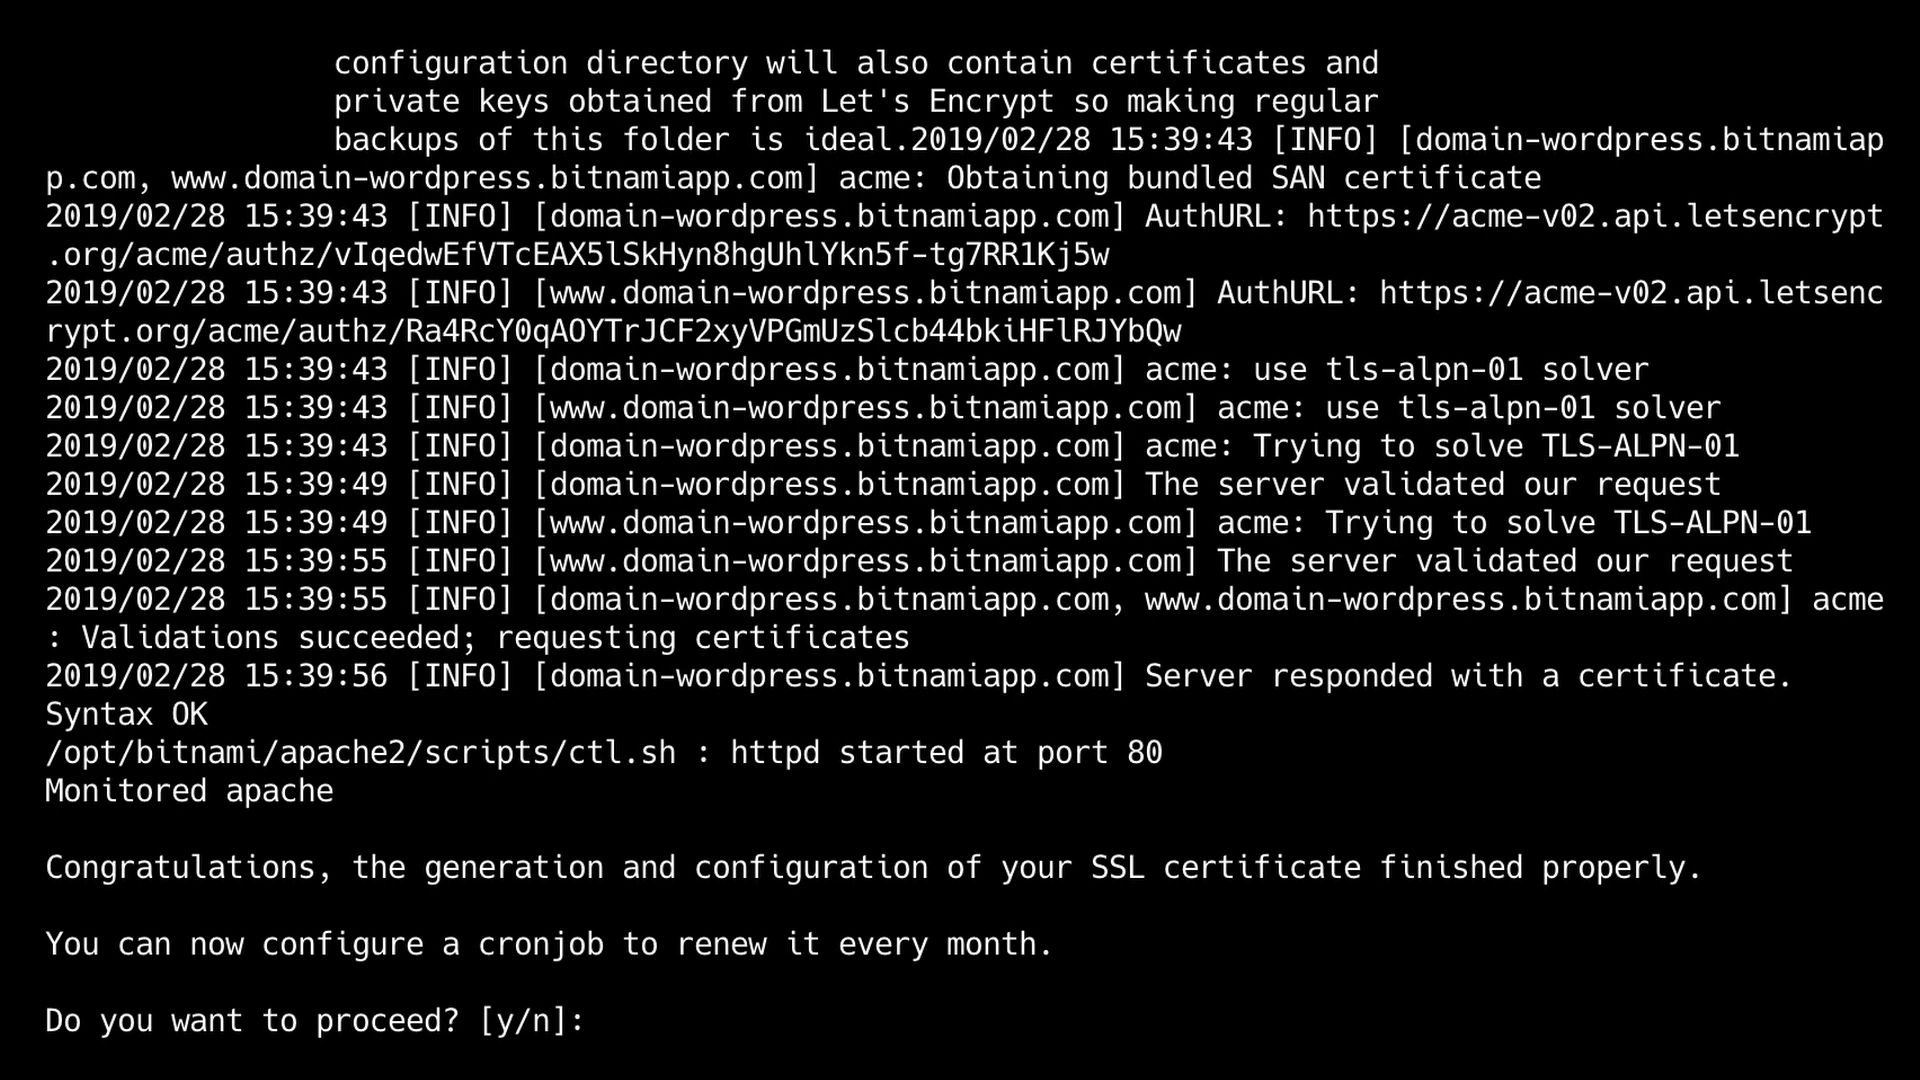 configuration directory will also contain certificates and
private keys obtained from Let's Encrypt so making regular
backups of this folder is ideal.2019/02/28 15:39:43 [INFO] [domain-wordpress.bitnamiap
p.com, www.domain-wordpress.bitnamiapp.com] acme: Obtaining bundled SAN certificate
2019/02/28 15:39:43 [INFO] [domain-wordpress.bitnamiapp.com] AuthURL: https://acme-v02.api.letsencrypt
.org/acme/authz/vIqedwEfVTcEAX5lSkHyn8hgUhlYkn5f-tg7RR1Kj5w
2019/02/28 15:39:43 [INFO] [www.domain-wordpress.bitnamiapp.com] AuthURL: https://acme-v02.api.letsenc
rypt.org/acme/authz/Ra4RcY0qAOYTrJCF2xyVPGmUzSlcb44bkiHFlRJYbQw
2019/02/28 15:39:43 [INFO] [domain-wordpress.bitnamiapp.com] acme: use tls-alpn-01 solver
2019/02/28 15:39:43 [INFO] [www.domain-wordpress.bitnamiapp.com] acme: use tls-alpn-01 solver
2019/02/28 15:39:43 [INFO] [domain-wordpress.bitnamiapp.com] acme: Trying to solve TLS-ALPN-01
2019/02/28 15:39:49 [INFO] [domain-wordpress.bitnamiapp.com] The server validated our request
2019/02/28 15:39:49 [INFO] [www.domain-wordpress.bitnamiapp.com] acme: Trying to solve TLS-ALPN-01
2019/02/28 15:39:55 [INFO] [www.domain-wordpress.bitnamiapp.com] The server validated our request
2019/02/28 15:39:55 [INFO] [domain-wordpress.bitnamiapp.com, www.domain-wordpress.bitnamiapp.com] acme
: Validations succeeded; requesting certificates
2019/02/28 15:39:56 [INFO] [domain-wordpress.bitnamiapp.com] Server responded with a certificate.
Syntax OK
/opt/bitnami/apache2/scripts/ctl.sh : httpd started at port 80
Monitored apache
Congratulations, the generation and configuration of your SSL certificate finished properly.
You can now configure a cronjob to renew it every month.
Do you want to proceed? [y/n]: